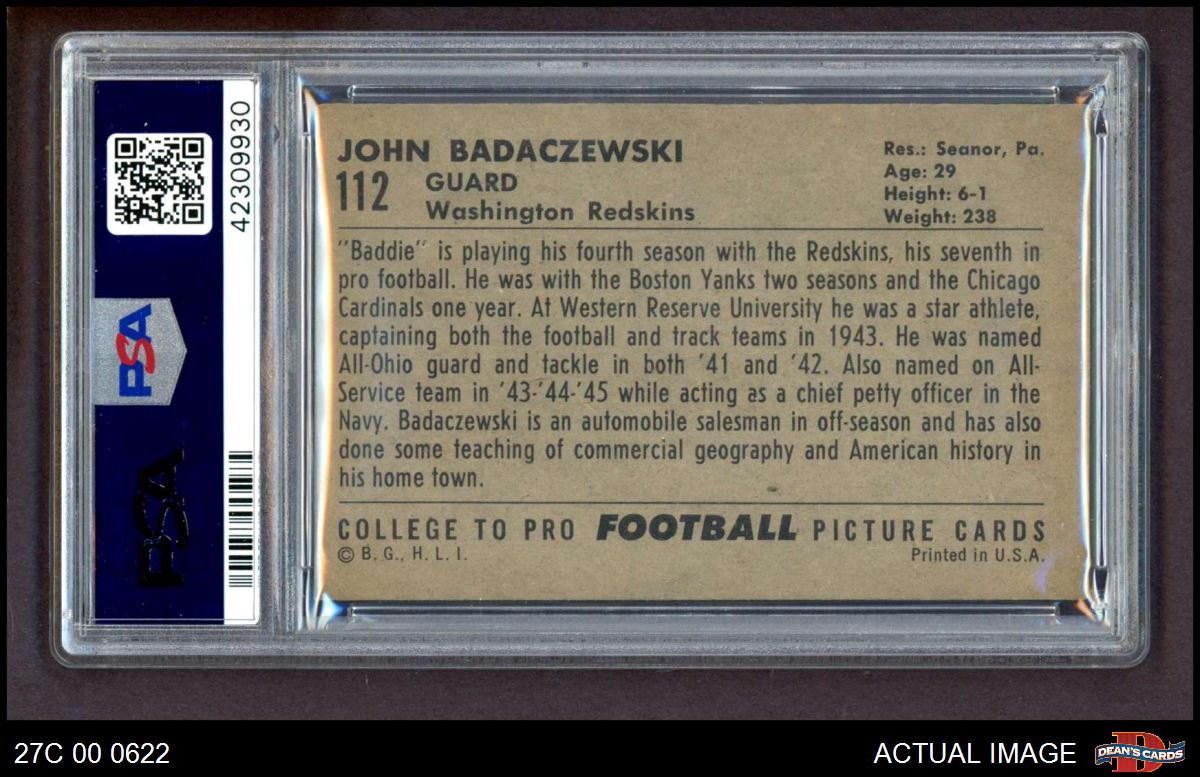 42309930
PSA
PSA
JOHN BADACZEWSKI
112
GUARD
Washington Redskins
Res.: Seanor, Pa.
Age: 29
Height: 6-1
Weight: 238
"Baddie" is playing his fourth season with the Redskins, his seventh in
pro football. He was with the Boston Yanks two seasons and the Chicago
Cardinals one year. At Western Reserve University he was a star athlete,
captaining both the football and track teams in 1943. He was named
All-Ohio guard and tackle in both '41 and '42. Also named on All-
Service team in '43-'44-'45 while acting as a chief petty officer in the
Navy. Badaczewski is an automobile salesman in off-season and has also
done some teaching of commercial geography and American history in
his home town.
COLLEGE TO PRO FOOTBALL PICTURE CARDS
© B. G., H. L. I.
Printed in U.S.A.
27C 00 0622
ACTUAL IMAGE
D
DEAN'S CARDS